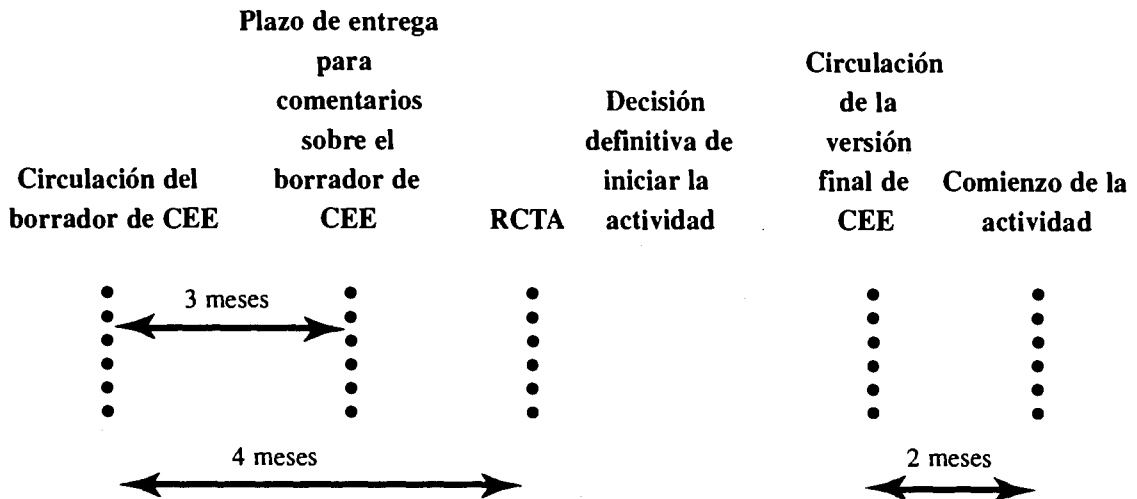 Circulación del
borrador de CEE
Plazo de entrega
para
comentarios
sobre el
borrador de
CEE
RCTA
Decisión
definitiva de
iniciar la
actividad
Circulación
de la
versión
final de
CEE
Comienzo de la
actividad
3 meses
4 meses
2 meses